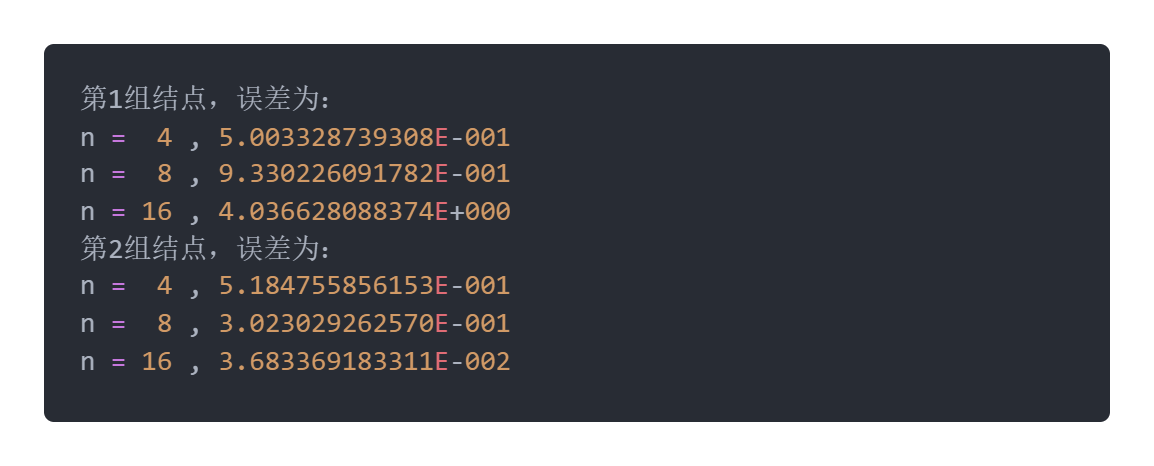 第1组结点，误差为：
n =  4 , 5.003328739308E-001
n =  8 , 9.330226091782E-001
n = 16 , 4.036628088374E+000
第2组结点，误差为：
n =  4 , 5.184755856153E-001
n =  8 , 3.023029262570E-001
n = 16 , 3.683369183311E-002